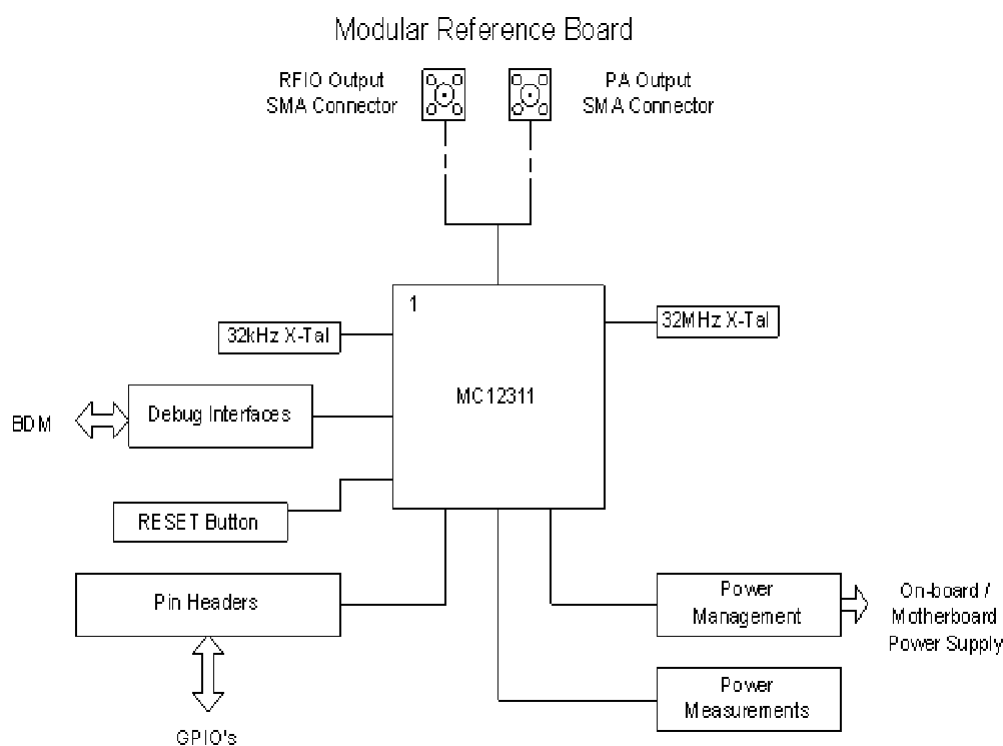 Modular Reference Board
RFIO Output
SMA Connector
PA Output
SMA Connector
1
32kHz X-Tal
32MHz X-Tal
MC12311
BDM
Debug Interfaces
RESET Button
Pin Headers
Power
Management
On-board /
Motherboard
Power Supply
Power
Measurements
GPIO's